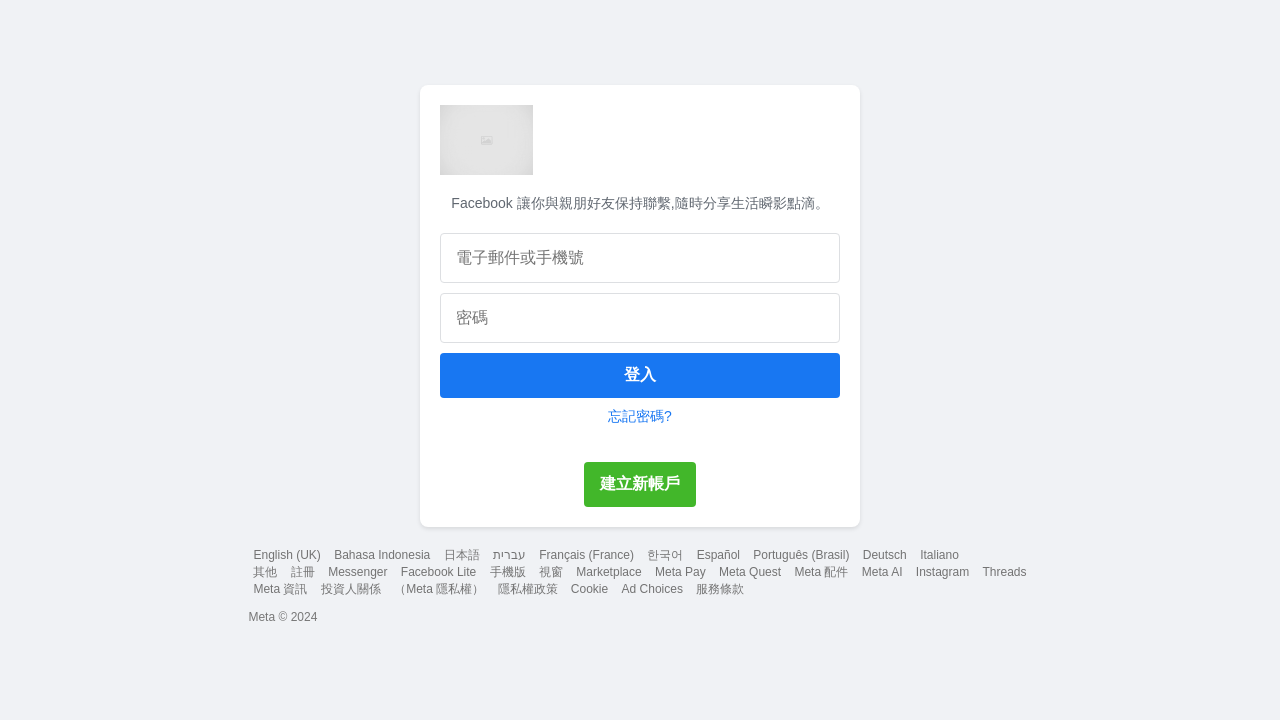 Facebook 讓你與親朋好友保持聯繫,隨時分享生活瞬影點滴。
電子郵件或手機號
密碼
登入
忘記密碼?
建立新帳戶
English (UK) Bahasa Indonesia 日本語 עברית Français (France) 한국어 Español Português (Brasil) Deutsch Italiano
其他 註冊 Messenger Facebook Lite 手機版 視窗 Marketplace Meta Pay Meta Quest Meta 配件 Meta AI Instagram Threads
Meta 資訊 投資人關係 （Meta 隱私權） 隱私權政策 Cookie Ad Choices 服務條款
Meta © 2024